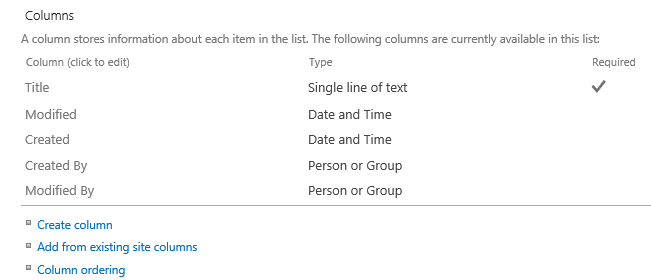 Columns
A column stores information about each item in the list. The following columns are currently available in this list:
Column (click to edit) Type Required
Title Single line of text
Modified Date and Time
Created Date and Time
Created By Person or Group
Modified By Person or Group
Create column
Add from existing site columns
Column ordering